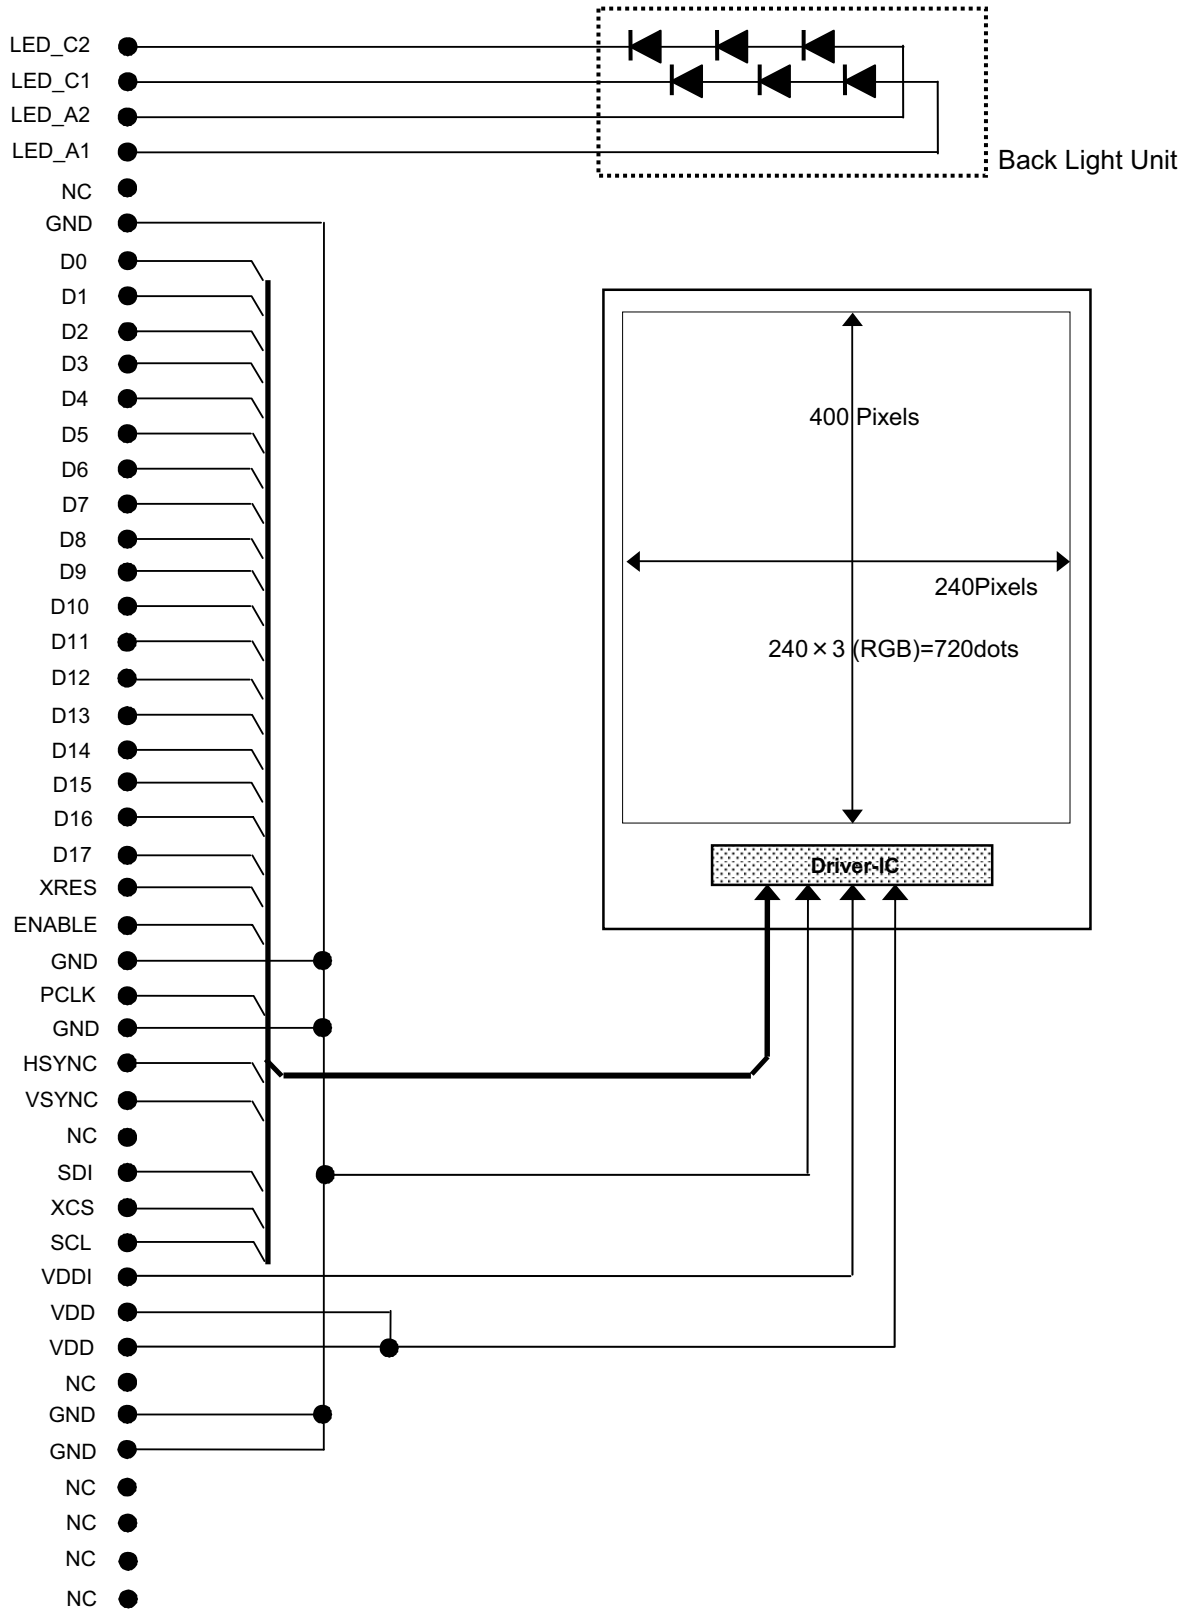 LED_C2
LED_C1
LED_A2
LED_A1
Back Light Unit
NC
GND
D0
D1
D2
D3
D4
D5
D6
D7
D8
D9
D10
D11
D12
D13
D14
D15
D16
D17
XRES
ENABLE
GND
PCLK
GND
HSYNC
VSYNC
NC
SDI
XCS
SCL
VDDI
VDD
VDD
NC
GND
GND
NC
NC
NC
NC
400 Pixels
240Pixels
240×3 (RGB)=720dots
Driver-IC